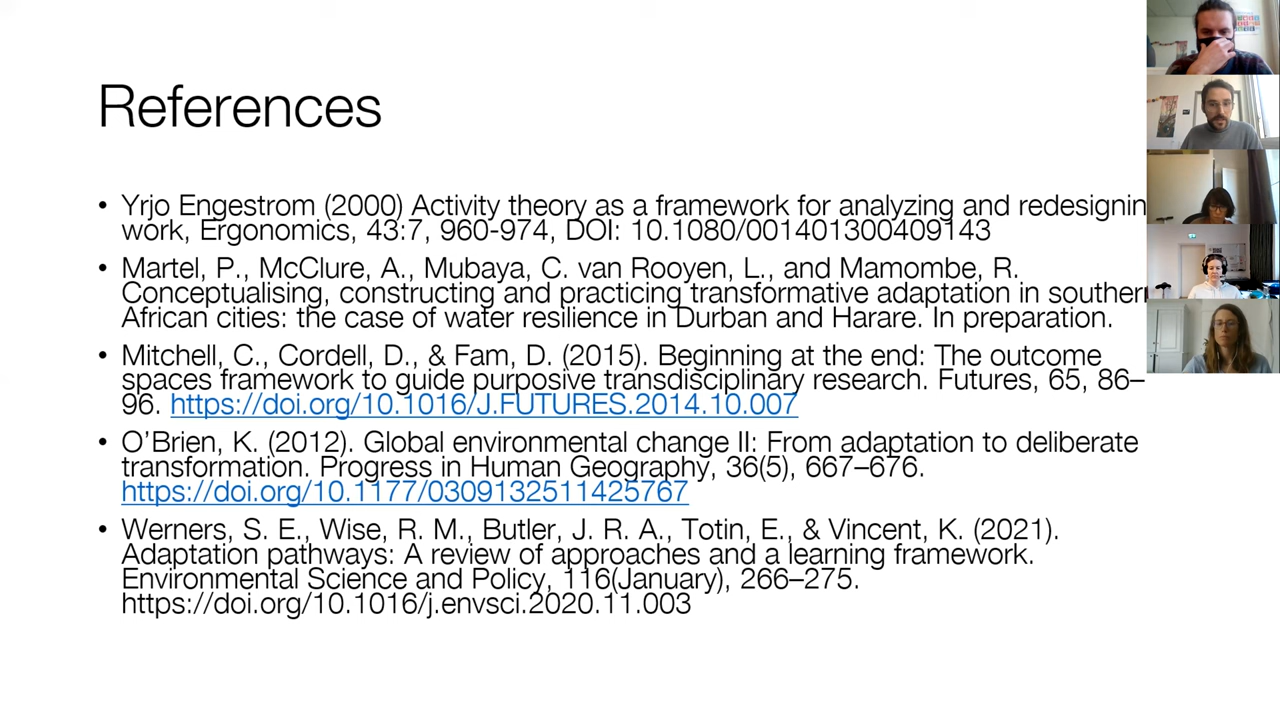 References
• Yrjo Engestrom (2000) Activity theory as a framework for analyzing and redesignin
work, Ergonomics, 43:7, 960-974, DOI: 10.1080/001401300409143
• Martel, P., McClure, A., Mubaya, C. van Rooyen, L., and Mamombe, R.
Conceptualising, constructing and practicing transformative adaptation in souther
African cities: the case of water resilience in Durban and Harare. In preparation.
• Mitchell, C., Cordell, D., & Fam, D. (2015). Beginning at the end: The outcome
spaces framework to guide purposive transdisciplinary research. Futures, 65, 86–
96. https://doi.org/10.1016/J.FUTURES.2014.10.007
• O’Brien, K. (2012). Global environmental change II: From adaptation to deliberate
transformation. Progress in Human Geography, 36(5), 667–676.
https://doi.org/10.1177/0309132511425767
• Werners, S. E., Wise, R. M., Butler, J. R. A., Totin, E., & Vincent, K. (2021).
Adaptation pathways: A review of approaches and a learning framework.
Environmental Science and Policy, 116(January), 266–275.
https://doi.org/10.1016/j.envsci.2020.11.003